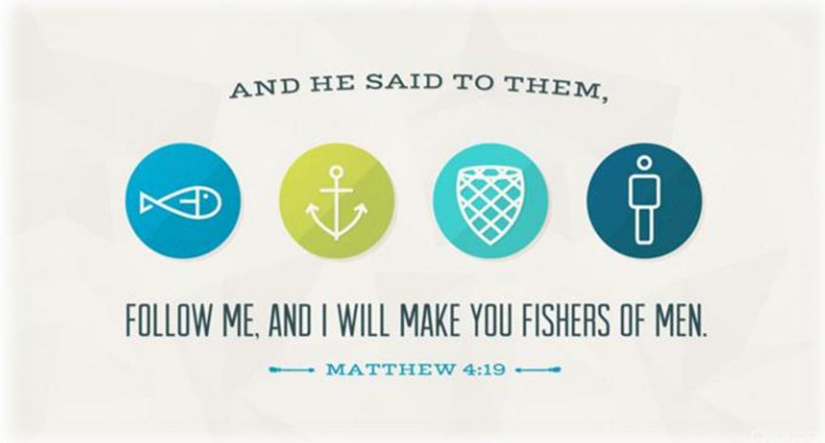 AND HE SAID TO THEM,
FOLLOW ME, AND I WILL MAKE YOU FISHERS OF MEN.
MATTHEW 4:19